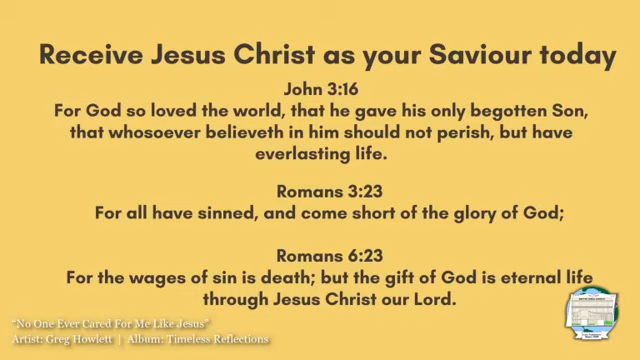 Receive Jesus Christ as your Saviour today
John 3:16
For God so loved the world, that he gave his only begotten Son,
that whosoever believeth in him should not perish, but have
everlasting life.
Romans 3:23
For all have sinned, and come short of the glory of God;
Romans 6:23
For the wages of sin is death; but the gift of God is eternal life
through Jesus Christ our Lord.
"No One Ever Cared For Me Like Jesus"
Artist: Greg Howlett | Album: Timeless Reflections